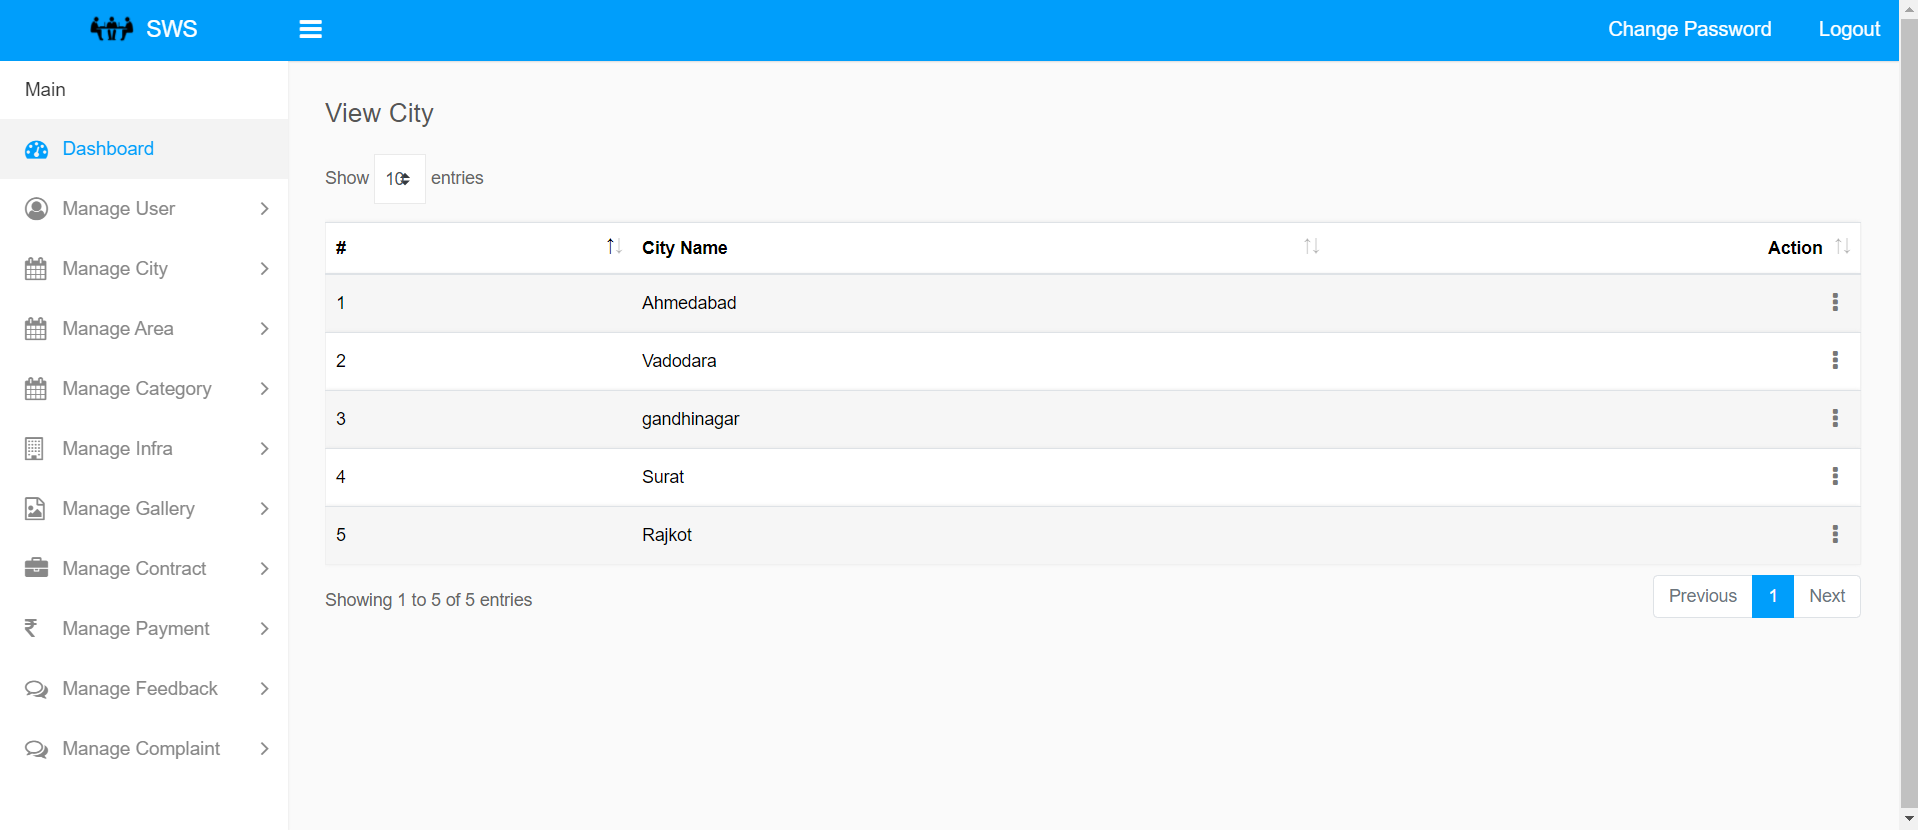 SWS
Change Password
Logout
Main
Dashboard
Manage User
Manage City
Manage Area
Manage Category
Manage Infra
Manage Gallery
Manage Contract
Manage Payment
Manage Feedback
Manage Complaint
View City
Show 10 entries
# City Name Action
1 Ahmedabad
2 Vadodara
3 gandhinagar
4 Surat
5 Rajkot
Showing 1 to 5 of 5 entries
Previous 1 Next